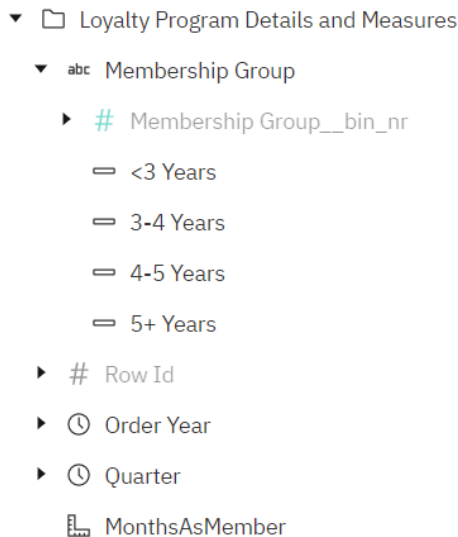 Loyalty Program Details and Measures
abc Membership Group
# Membership Group__bin_nr
<3 Years
3-4 Years
4-5 Years
5+ Years
# Row Id
Order Year
Quarter
MonthsAsMember